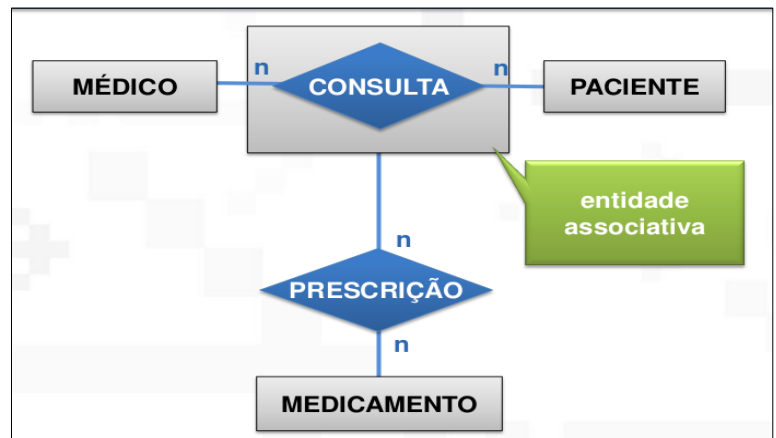 n
n
MÉDICO
CONSULTA
PACIENTE
entidade
associativa
n
PRESCRIÇÃO
n
MEDICAMENTO